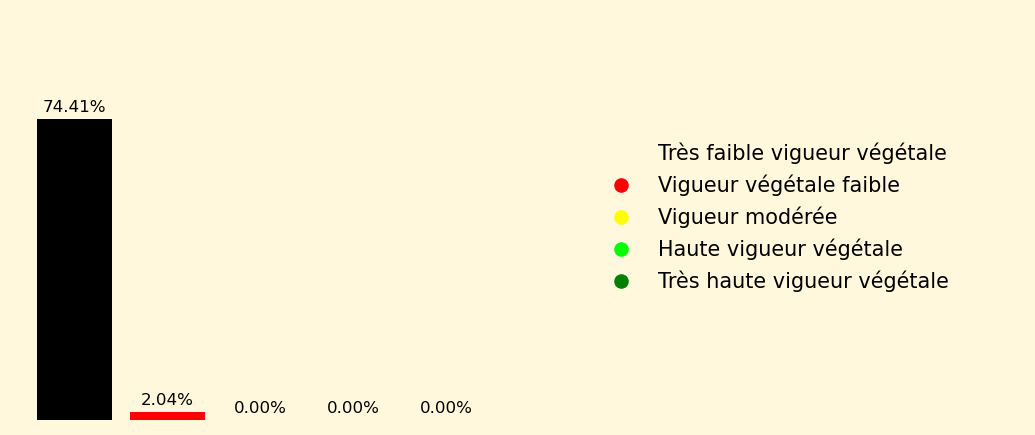 74.41%
2.04%
0.00%
0.00%
0.00%
Très faible vigueur végétale
Vigueur végétale faible
Vigueur modérée
Haute vigueur végétale
Très haute vigueur végétale